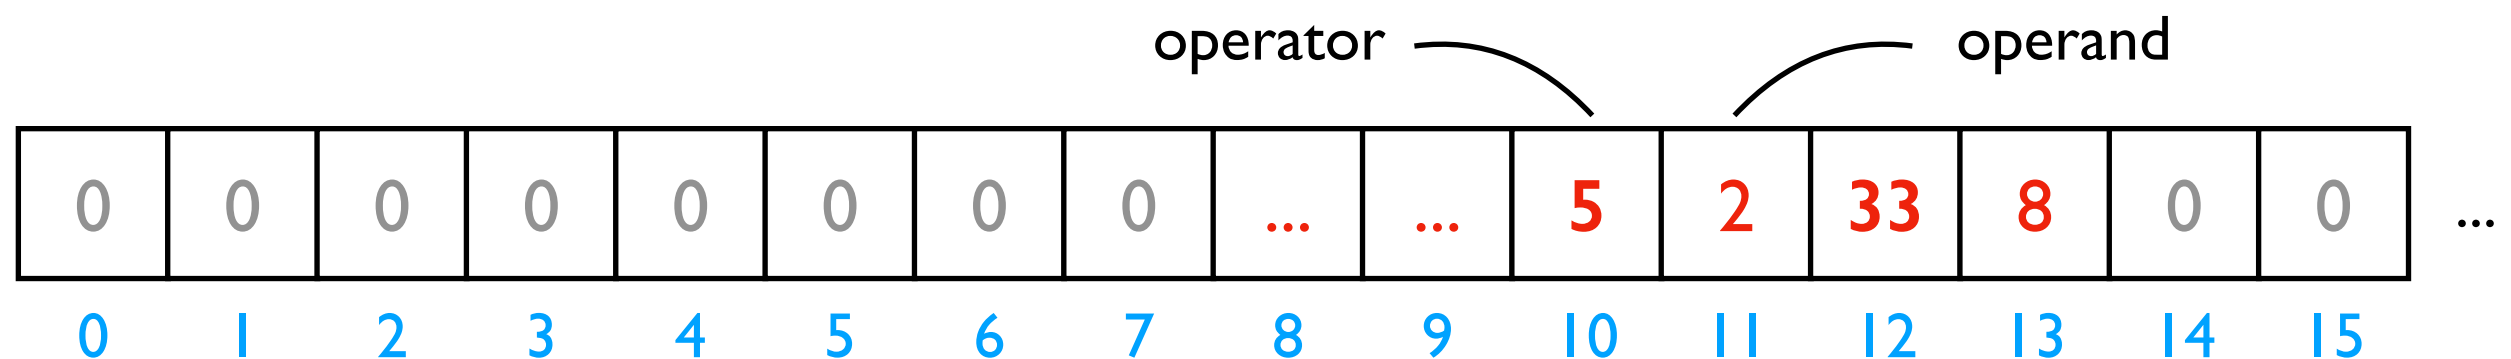 operator operand
0 0 0 0 0 0 0 0 ... ... 5 2 33 8 0 0 ...
0 1 2 3 4 5 6 7 8 9 10 11 12 13 14 15